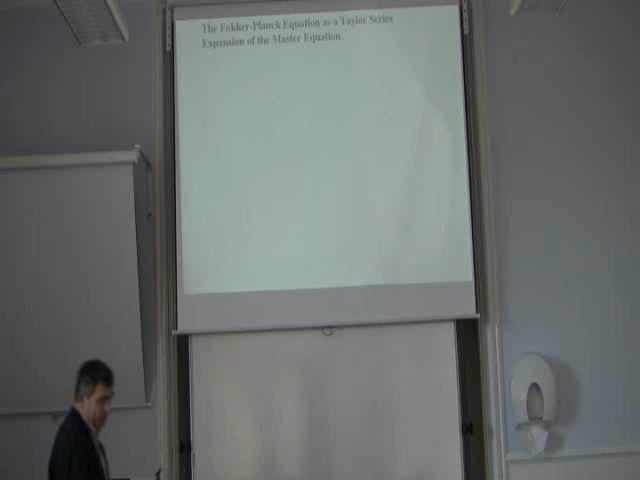 The Fokker-Planck Equation as a Taylor Series
Expansion of the Master Equation